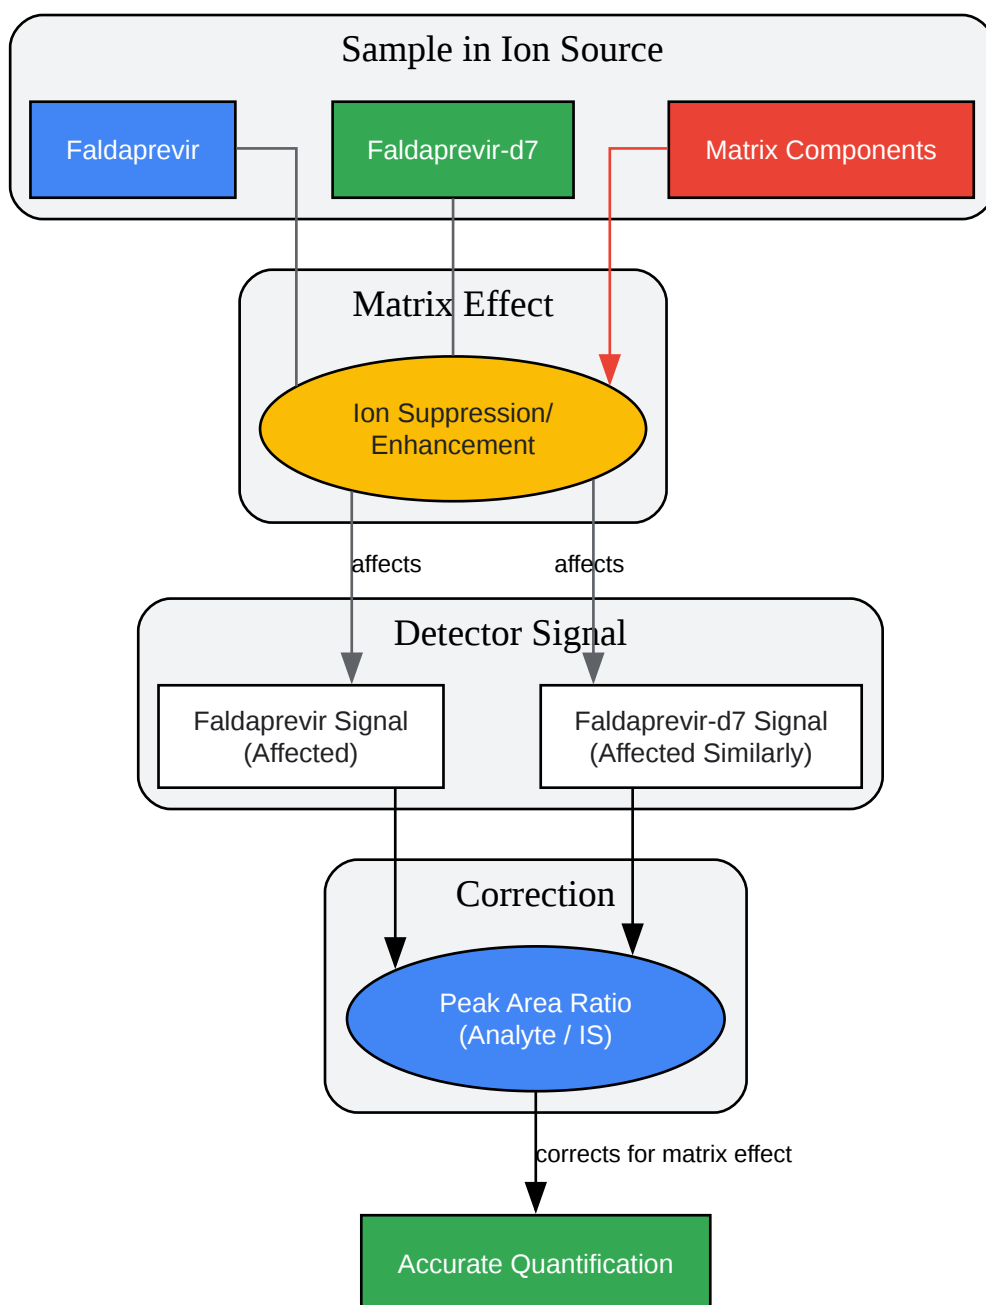 Sample in Ion Source
Faldaprevir
Faldaprevir-d7
Matrix Components
Matrix Effect
Ion Suppression/
Enhancement
affects
affects
Detector Signal
Faldaprevir Signal
(Affected)
Faldaprevir-d7 Signal
(Affected Similarly)
Correction
Peak Area Ratio
(Analyte / IS)
corrects for matrix effect
Accurate Quantification